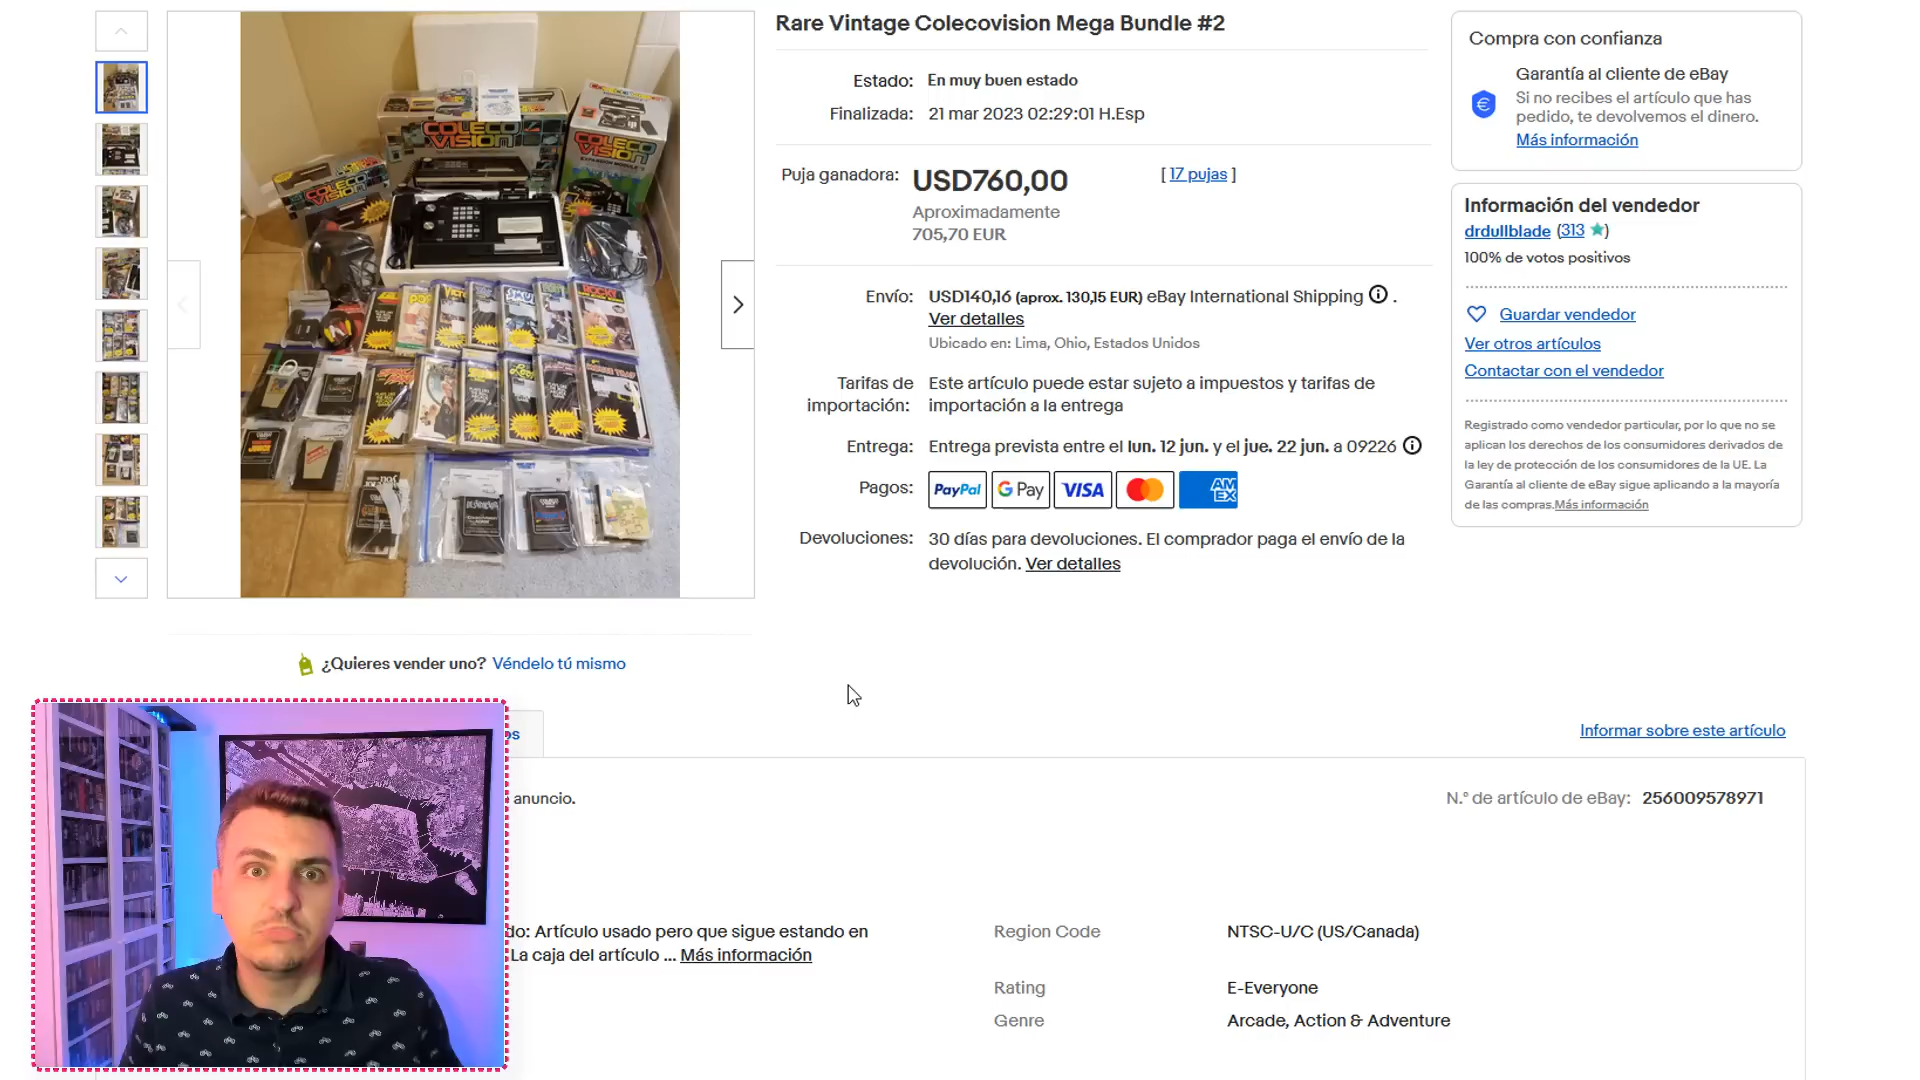 Rare Vintage Colecovision Mega Bundle #2
Estado: En muy buen estado
Finalizada: 21 mar 2023 02:29:01 H.Esp
Puja ganadora: USD760,00 [ 17 pujas ]
Aproximadamente
705,70 EUR
Envío: USD140,16 (aprox. 130,15 EUR) eBay International Shipping .
Ver detalles
Ubicado en: Lima, Ohio, Estados Unidos
Tarifas de importación: Este artículo puede estar sujeto a impuestos y tarifas de
importación a la entrega
Entrega: Entrega prevista entre el lun. 12 jun. y el jue. 22 jun. a 09226
Pagos: PayPal G Pay VISA AM EX
Devoluciones: 30 días para devoluciones. El comprador paga el envío de la
devolución. Ver detalles
Compra con confianza
Garantía al cliente de eBay
Si no recibes el artículo que has
pedido, te devolvemos el dinero.
Más información
Información del vendedor
drdullblade (313)
100% de votos positivos
Guardar vendedor
Ver otros artículos
Contactar con el vendedor
Registrado como vendedor particular, por lo que no se
aplican los derechos de los consumidores derivados de
la ley de protección de los consumidores de la UE. La
Garantía al cliente de eBay sigue aplicando a la mayoría
de las compras.Más información
COLECO
VISION
COLECO
VISION
COLECO
VISION
ROCKY
MOUSE TRAP
¿Quieres vender uno? Véndelo tú mismo
os
Informar sobre este artículo
anuncio.
N.º de artículo de eBay: 256009578971
do: Artículo usado pero que sigue estando en
La caja del artículo ... Más información
Region Code NTSC-U/C (US/Canada)
Rating E-Everyone
Genre Arcade, Action & Adventure